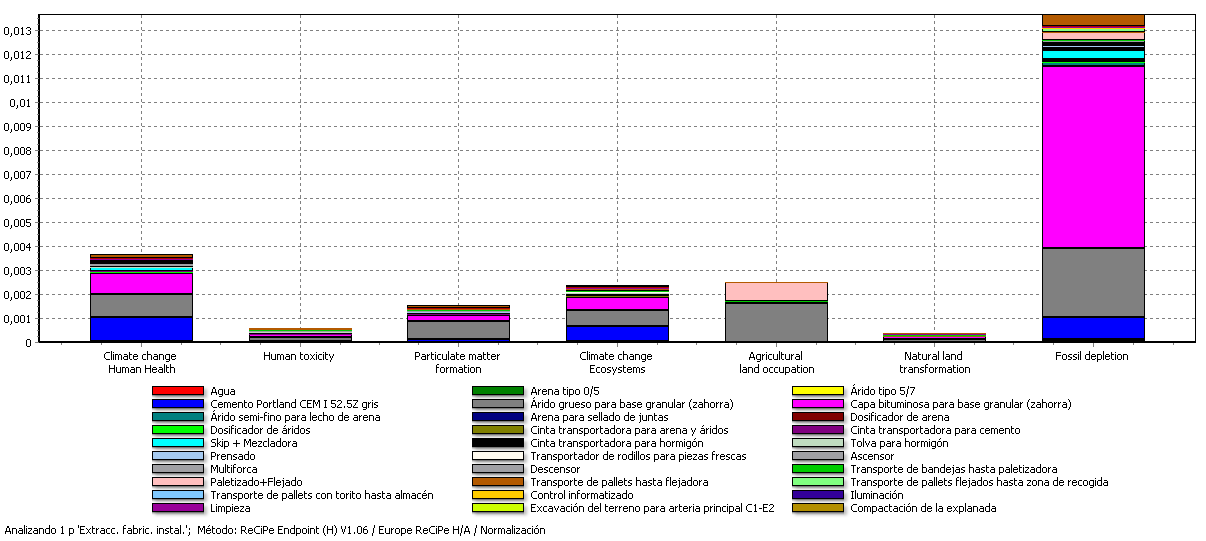 0,013
0,012
0,011
0,01
0,009
0,008
0,007
0,006
0,005
0,004
0,003
0,002
0,001
0
Climate change Human Health
Human toxicity
Particulate matter formation
Climate change Ecosystems
Agricultural land occupation
Natural land transformation
Fossil depletion
Agua Arena tipo 0/5 Árido tipo 5/7
Cemento Portland CEM I 52.5Z gris Árido grueso para base granular (zahorra) Capa bituminosa para base granular (zahorra)
Árido semi-fino para lecho de arena Arena para sellado de juntas Dosificador de arena
Dosificador de áridos Cinta transportadora para arena y áridos Cinta transportadora para cemento
Skip + Mezcladora Cinta transportadora para hormigón Tolva para hormigón
Prensado Transportador de rodillos para piezas frescas Ascensor
Multiforca Descensor Transporte de bandejas hasta paletizadora
Paletizado+Flejado Transporte de pallets hasta flejadora Transporte de pallets flejados hasta zona de recogida
Transporte de pallets con torito hasta almacén Control informatizado Iluminación
Limpieza Excavación del terreno para arteria principal C1-E2 Compactación de la explanada
Analizando 1 p 'Extracc. fabric. instal.'; Método: ReCiPe Endpoint (H) V1.06 / Europe ReCiPe H/A / Normalización